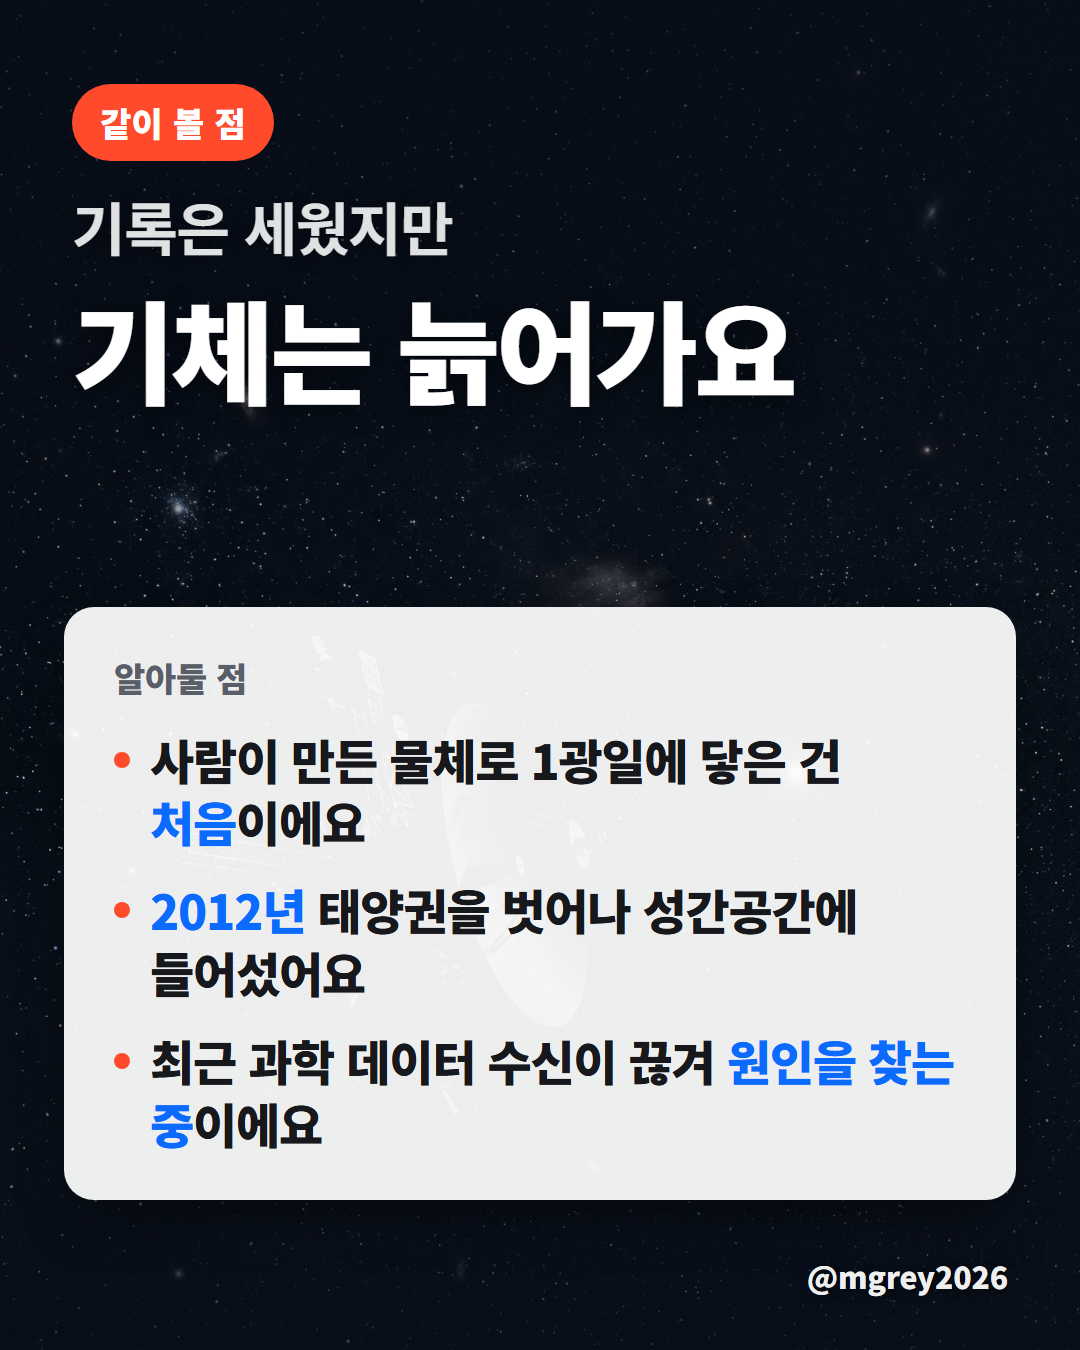 같이 볼 점
기록은 세웠지만
기체는 늙어가요
알아둘 점
사람이 만든 물체로 1광일에 닿은 건
처음이에요
2012년 태양권을 벗어나 성간공간에
들어섰어요
최근 과학 데이터 수신이 끊겨 원인을 찾는
중이에요
@mgrey2026